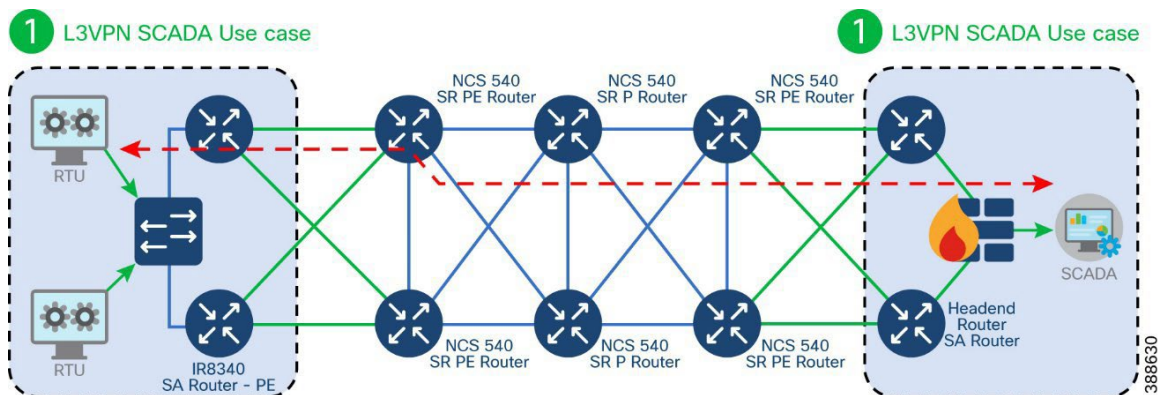 1 L3VPN SCADA Use case
1 L3VPN SCADA Use case
NCS 540
SR PE Router
NCS 540
SR P Router
NCS 540
SR PE Router
RTU
SCADA
RTU
IR8340
SA Router - PE
NCS 540
SR PE Router
NCS 540
SR P Router
NCS 540
SR PE Router
Headend
Router
SA Router
388630